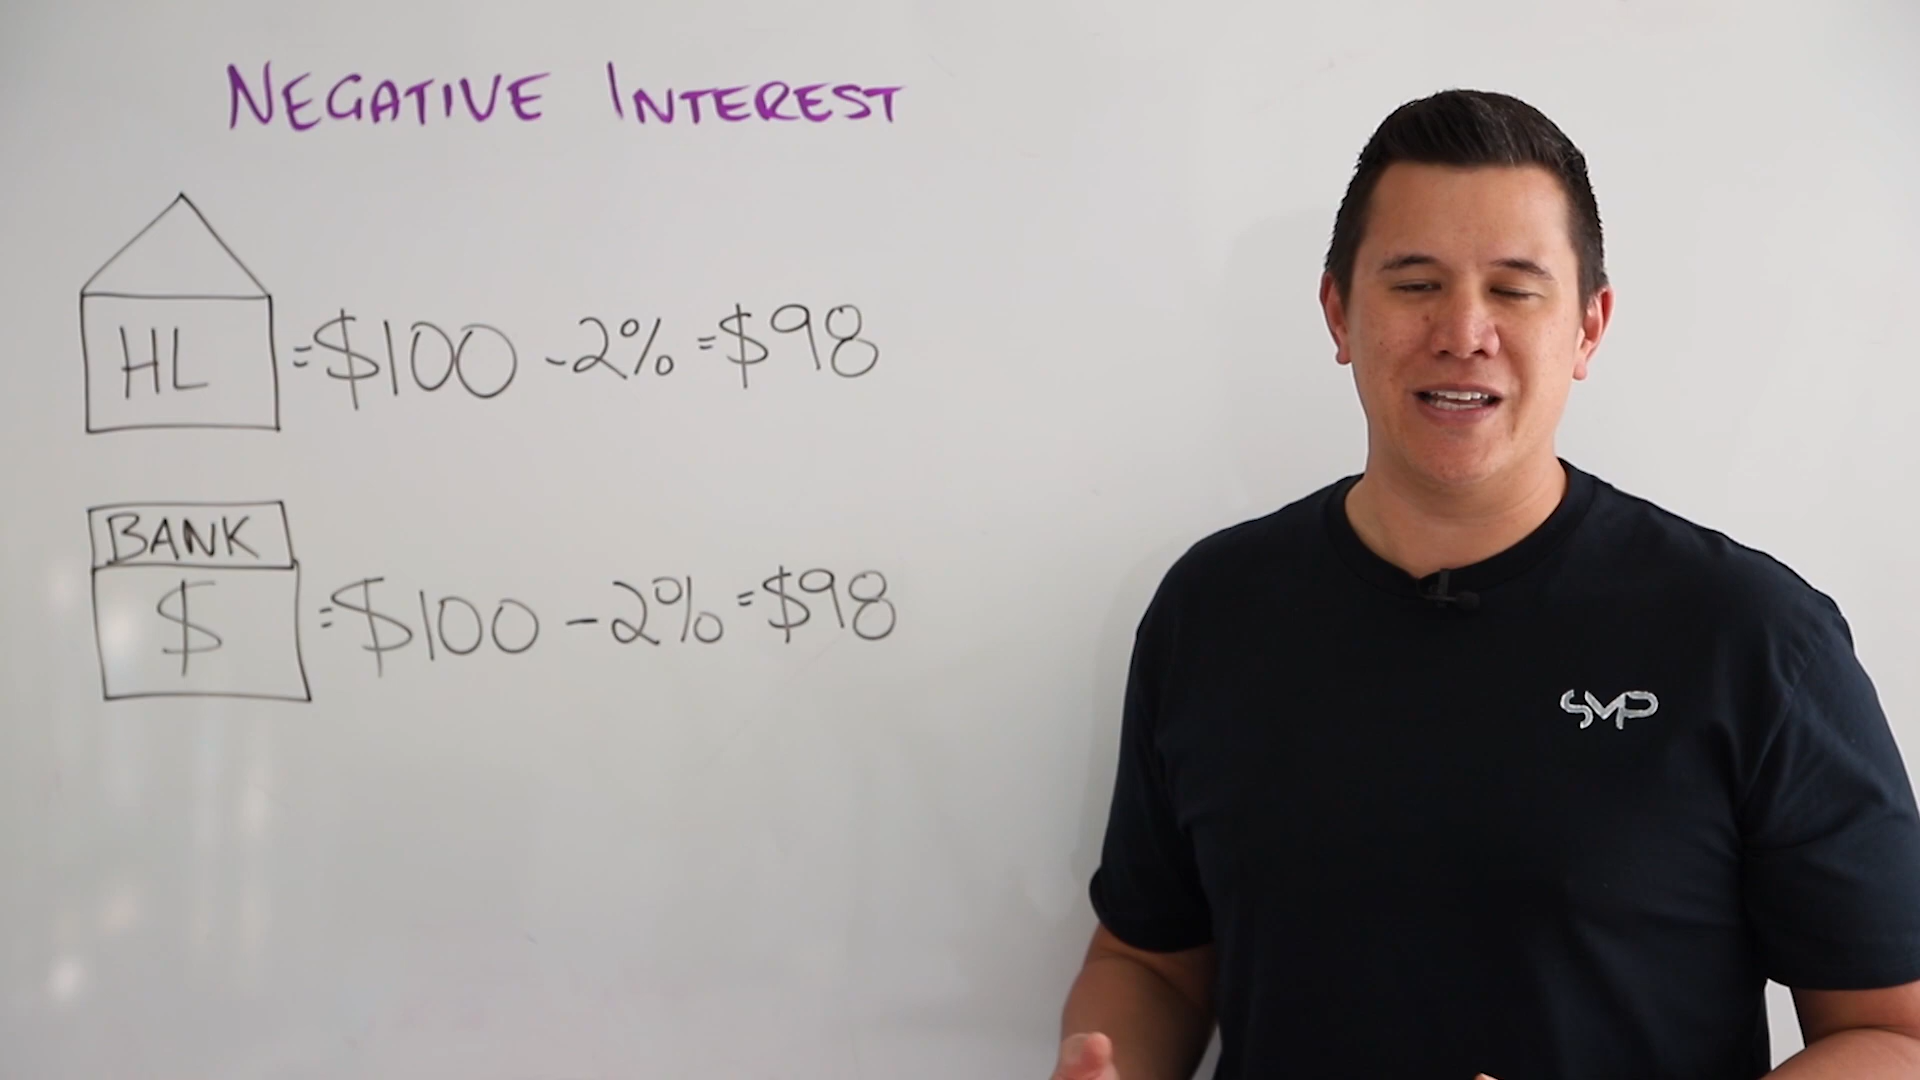 NEGATIVE INTEREST
HL = $100 -2% = $98
BANK
$ = $100 -2% = $98
SMP